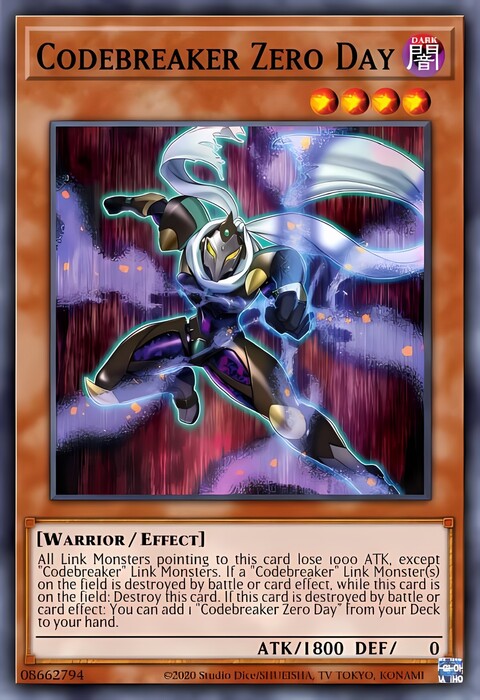 CODEBREAKER ZERO DAY
DARK
闇
[WARRIOR / EFFECT]
All Link Monsters pointing to this card lose 1000 ATK, except
"Codebreaker" Link Monsters. If a "Codebreaker" Link Monster(s)
on the field is destroyed by battle or card effect, while this card is
on the field: Destroy this card. If this card is destroyed by battle or
card effect: You can add 1 "Codebreaker Zero Day" from your Deck
to your hand.
ATK/1800 DEF/ 0
08662794
©2020 Studio Dice/SHUEISHA, TV TOKYO, KONAMI